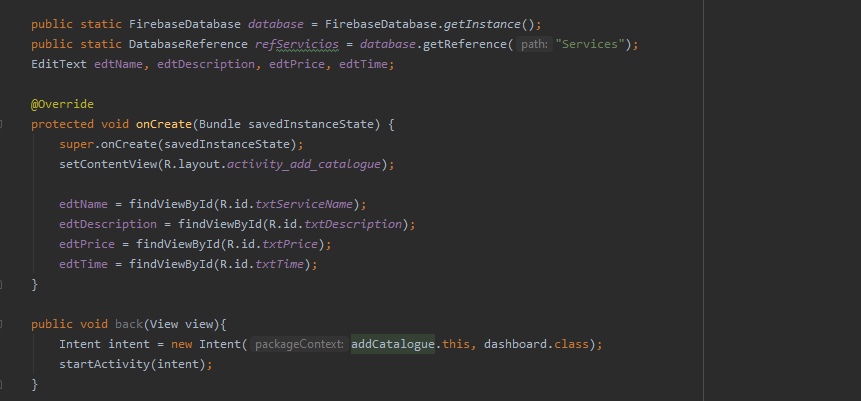 public static FirebaseDatabase database = FirebaseDatabase.getInstance();
public static DatabaseReference refServicios = database.getReference( path: "Services");
EditText edtName, edtDescription, edtPrice, edtTime;
@Override
protected void onCreate(Bundle savedInstanceState) {
super.onCreate(savedInstanceState);
setContentView(R.layout.activity_add_catalogue);
edtName = findViewById(R.id.txtServiceName);
edtDescription = findViewById(R.id.txtDescription);
edtPrice = findViewById(R.id.txtPrice);
edtTime = findViewById(R.id.txtTime);
}
public void back(View view){
Intent intent = new Intent( packageContext: addCatalogue.this, dashboard.class);
startActivity(intent);
}